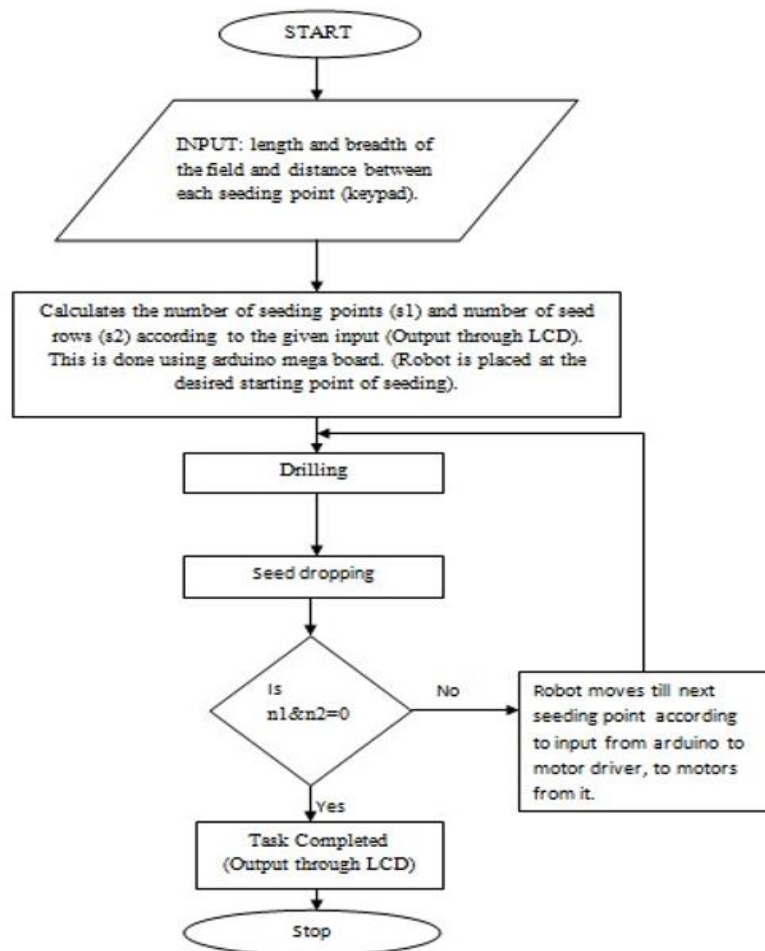 START
INPUT: length and breadth of
the field and distance between
each seeding point (keypad).
Calculates the number of seeding points (s1) and number of seed
rows (s2) according to the given input (Output through LCD).
This is done using arduino mega board. (Robot is placed at the
desired starting point of seeding).
Drilling
Seed dropping
Is
n1&n2=0
No
Robot moves till next
seeding point according
to input from arduino to
motor driver, to motors
from it.
Yes
Task Completed
(Output through LCD)
Stop